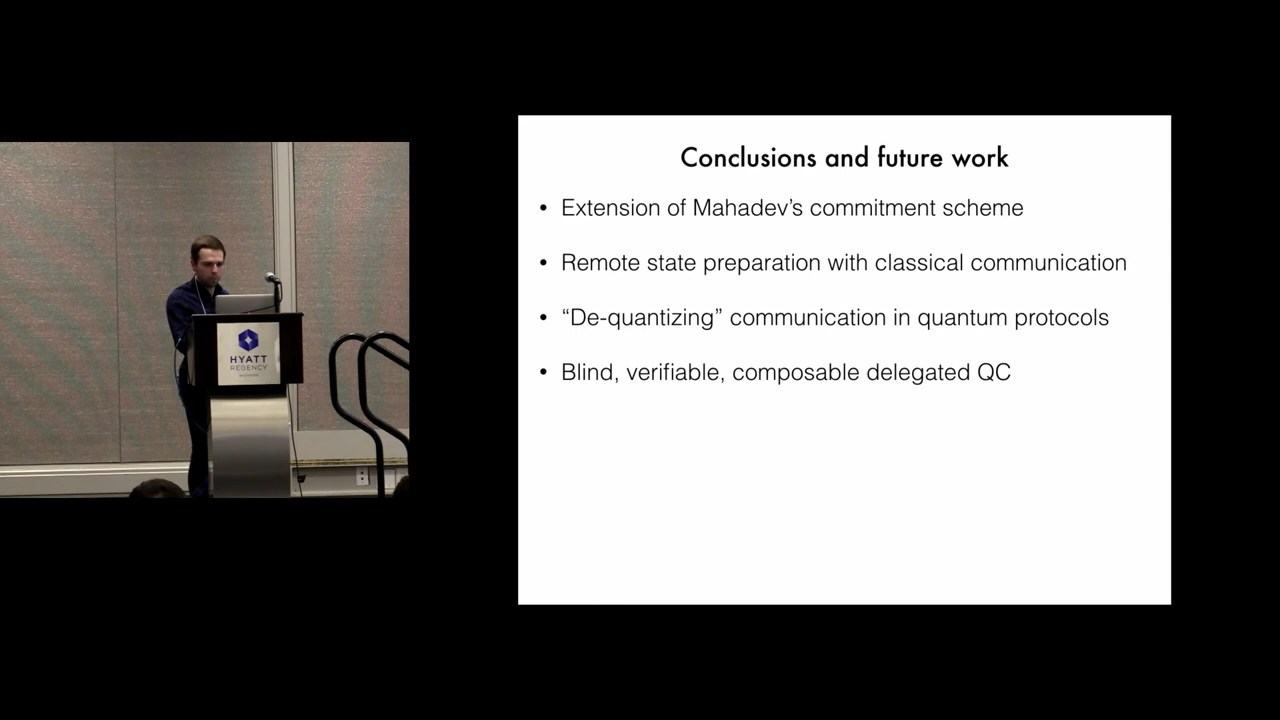 Conclusions and future work
• Extension of Mahadev’s commitment scheme
• Remote state preparation with classical communication
• “De-quantizing” communication in quantum protocols
• Blind, verifiable, composable delegated QC
HYATT
REGENCY